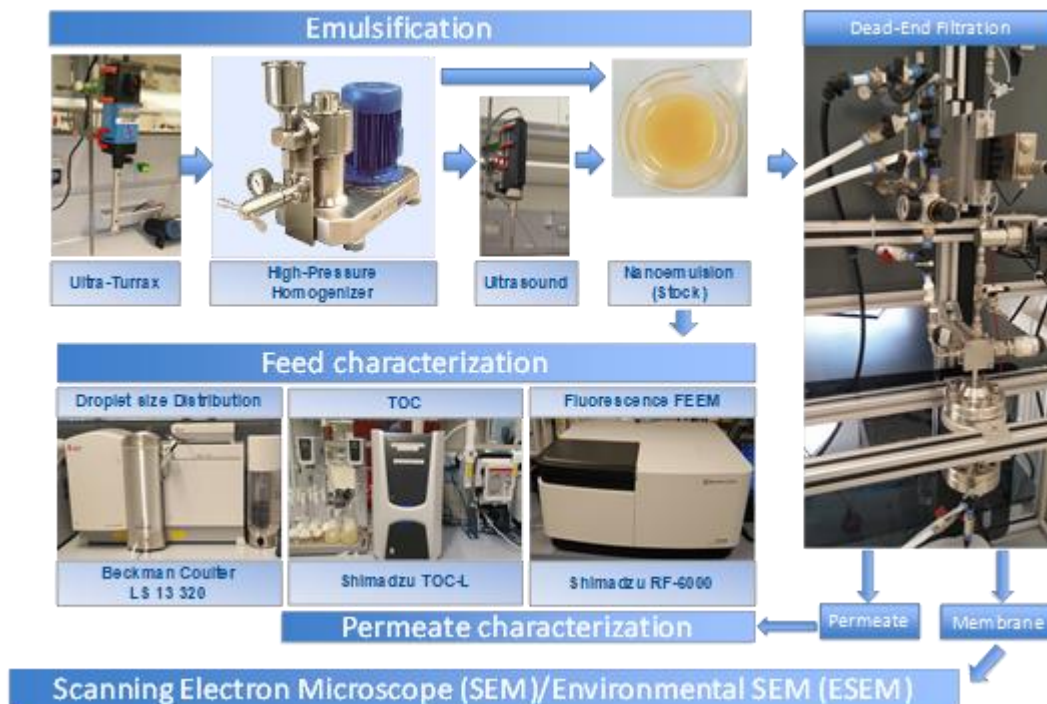 Emulsification
Dead-End Filtration
Ultra-Turrax
High-Pressure
Homogenizer
Ultrasound
Nanoemulsion
(Stock)
Feed characterization
Droplet size Distribution
TOC
Fluorescence FEEM
Beckman Coulter
LS 13 320
Shimadzu TOC-L
Shimadzu RF-6000
Permeate characterization
Permeate
Membrane
Scanning Electron Microscope (SEM)/Environmental SEM (ESEM)